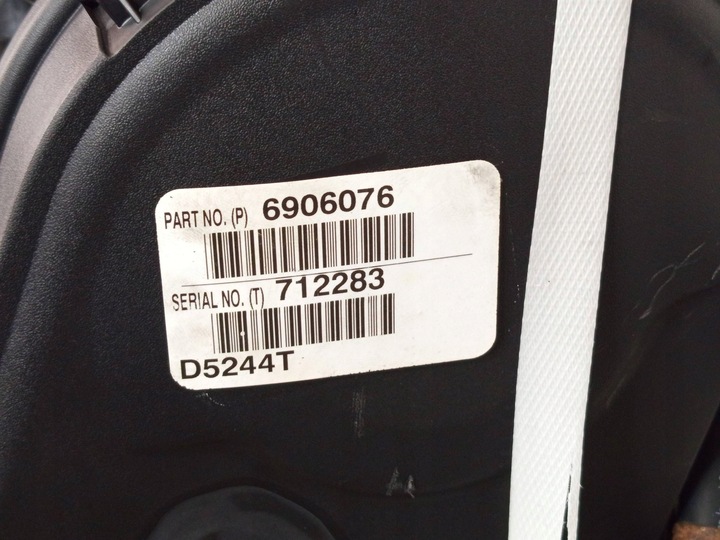 PART NO. (P) 6906076
SERIAL NO. (T) 712283
D5244T